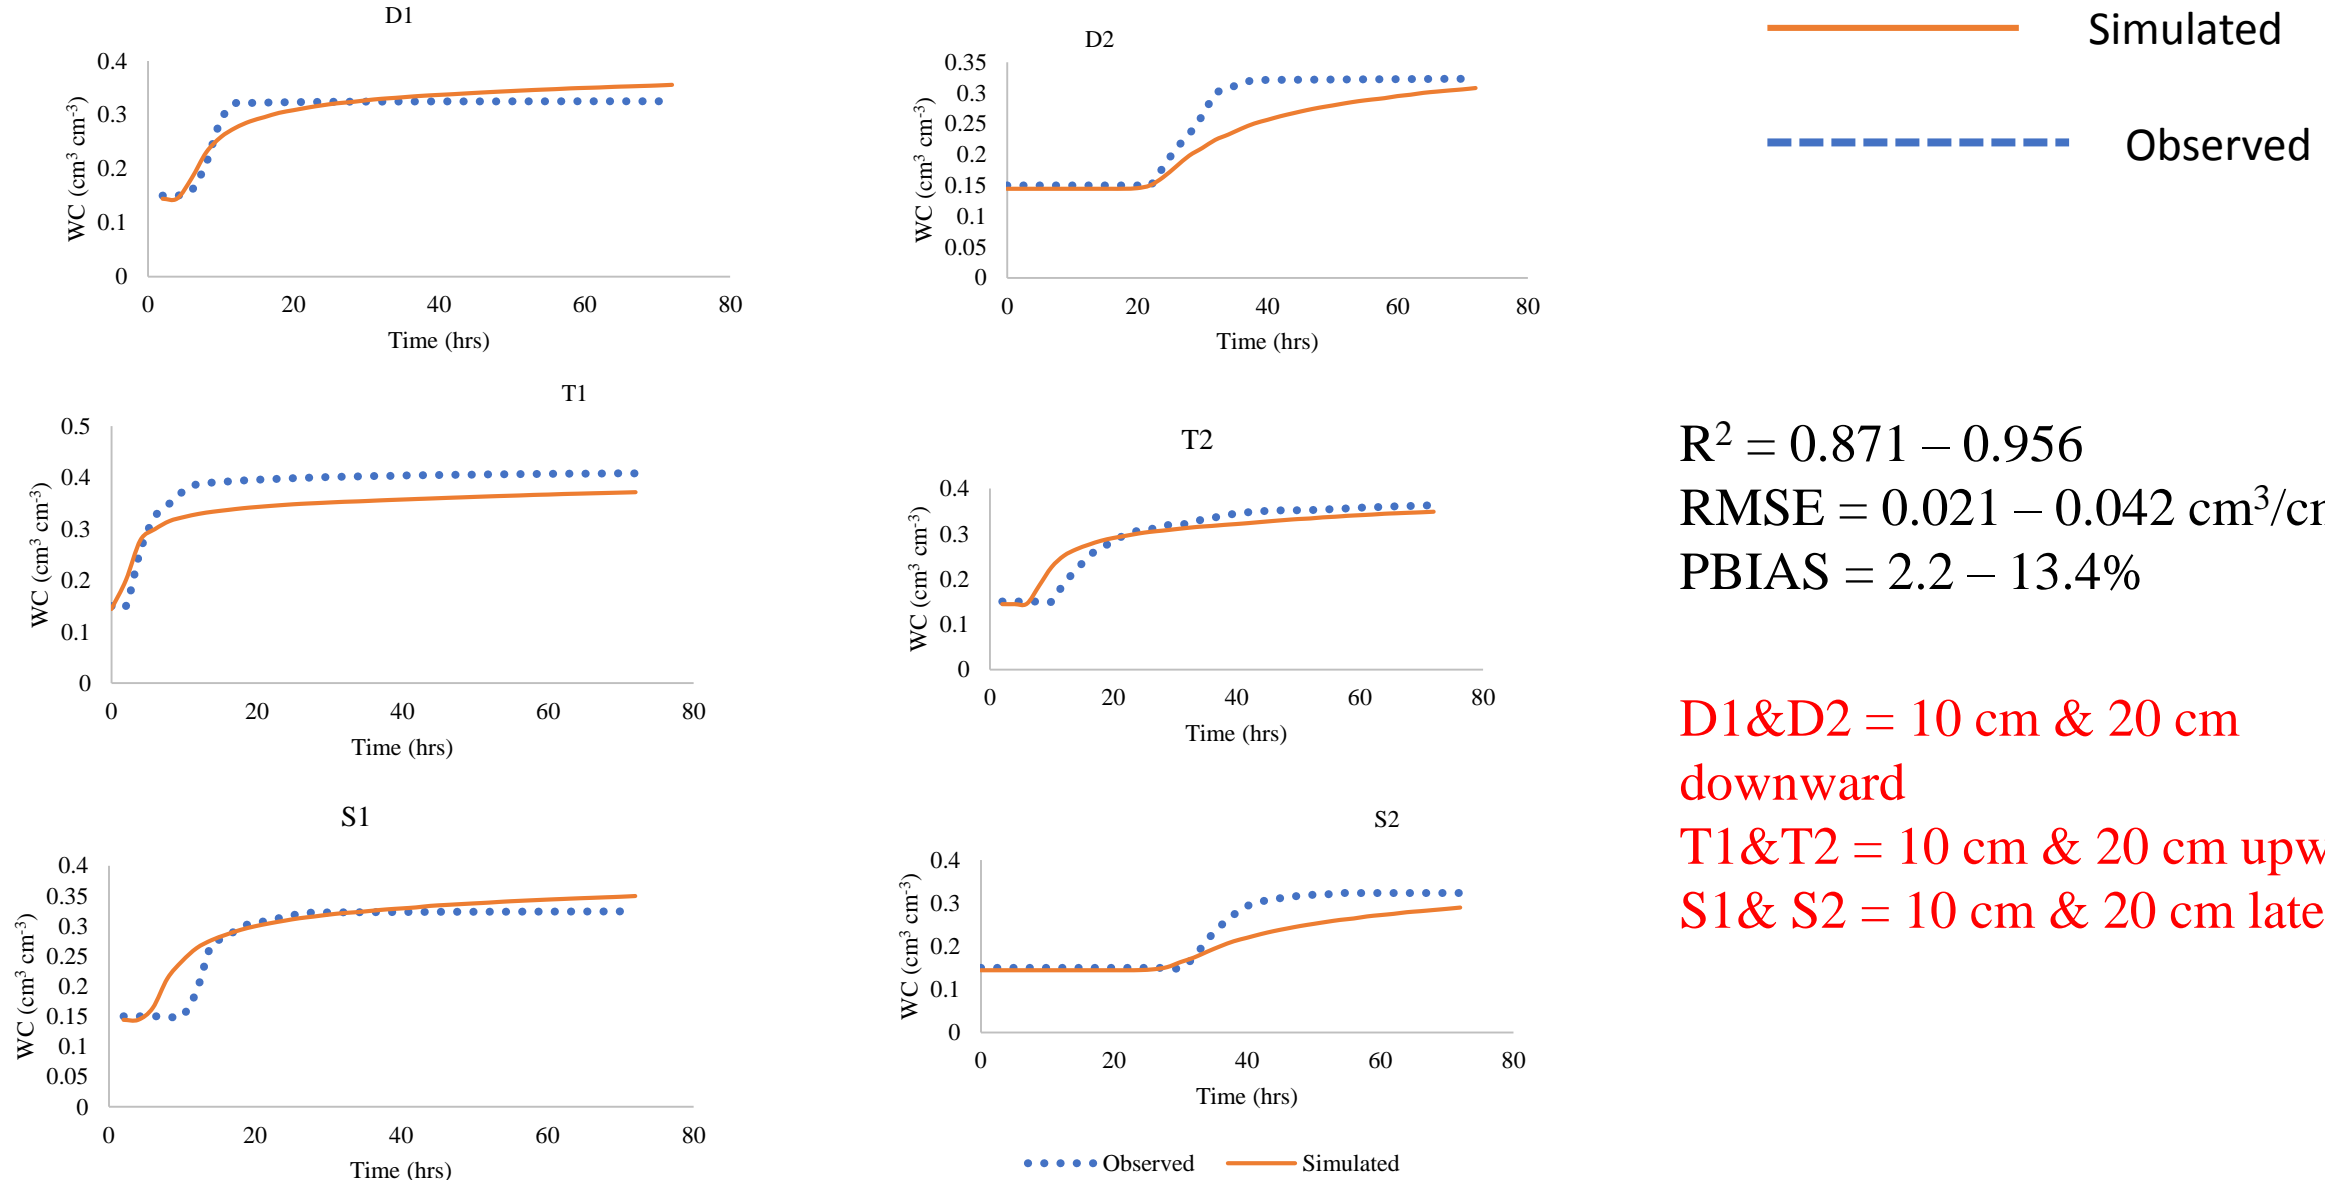 D1
0.4
0.3
0.2
0.1
0
WC (cm³ cm⁻³)
0 20 40 60 80
Time (hrs)
D2
0.35
0.3
0.25
0.2
0.15
0.1
0.05
0
WC (cm³ cm⁻³)
0 20 40 60 80
Time (hrs)
Simulated
Observed
T1
0.5
0.4
0.3
0.2
0.1
0
WC (cm³ cm⁻³)
0 20 40 60 80
Time (hrs)
T2
0.4
0.3
0.2
0.1
0
WC (cm³ cm⁻³)
0 20 40 60 80
Time (hrs)
R² = 0.871 – 0.956
RMSE = 0.021 – 0.042 cm³/cm
PBIAS = 2.2 – 13.4%
D1&D2 = 10 cm & 20 cm
downward
T1&T2 = 10 cm & 20 cm upw
S1& S2 = 10 cm & 20 cm late
S1
0.4
0.35
0.3
0.25
0.2
0.15
0.1
0.05
0
WC (cm³ cm⁻³)
0 20 40 60 80
Time (hrs)
S2
0.4
0.3
0.2
0.1
0
WC (cm³ cm⁻³)
0 20 40 60 80
Time (hrs)
Observed Simulated